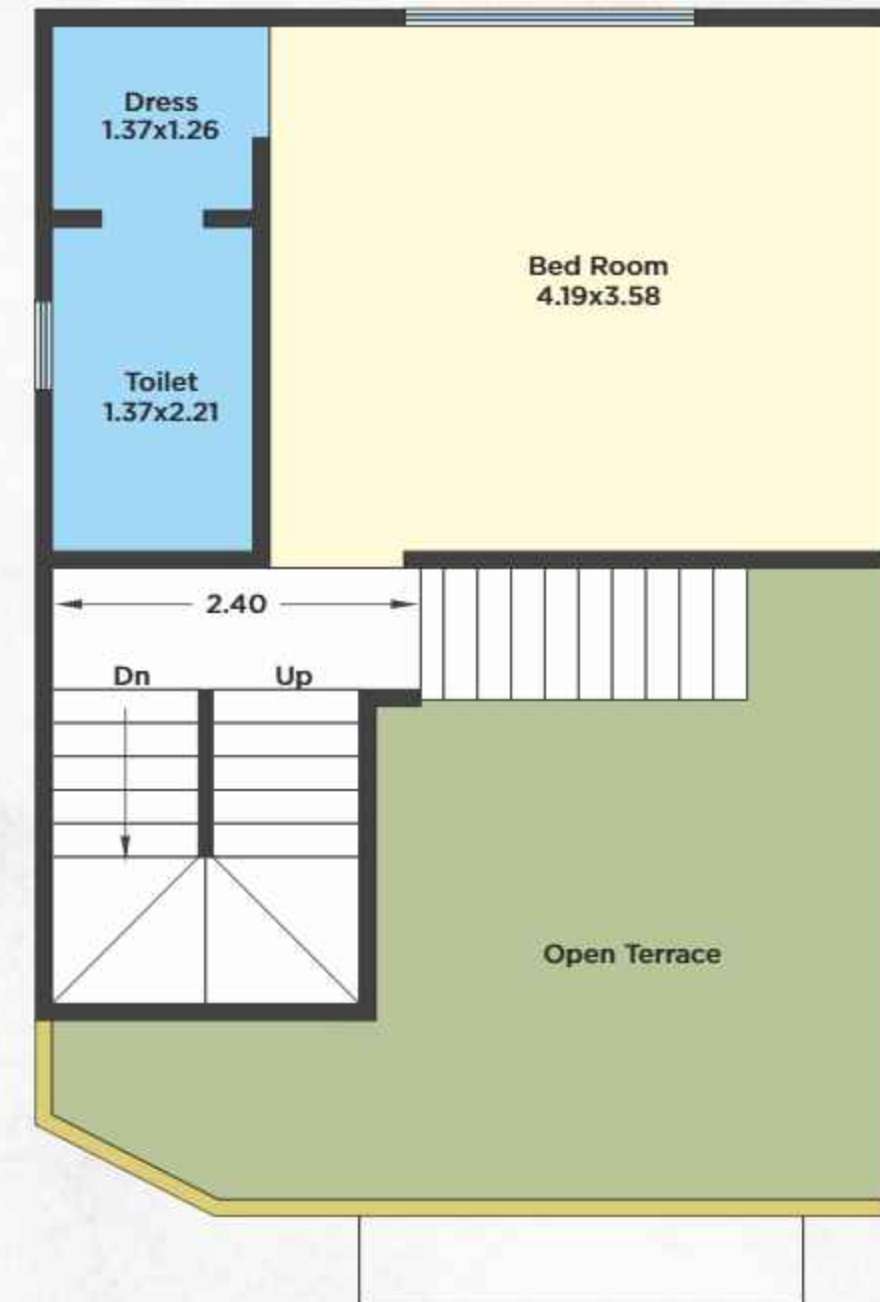 Dress
1.37x1.26
Bed Room
4.19x3.58
Toilet
1.37x2.21
2.40
Dn
Up
Open Terrace